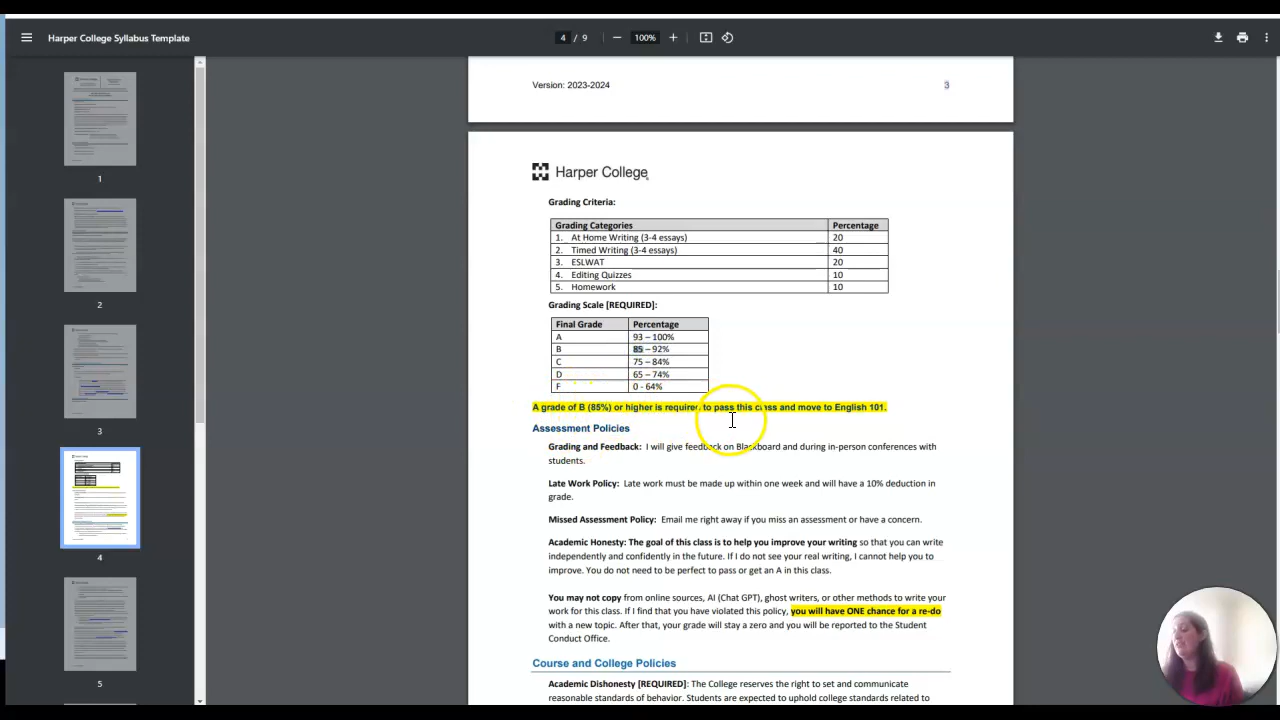 Harper College Syllabus Template
4 / 9
100%
1
2
3
4
5
Version: 2023-2024
3
Harper College
Grading Criteria:
Grading Categories Percentage
1. At Home Writing (3-4 essays) 20
2. Timed Writing (3-4 essays) 40
3. ESLWAT 20
4. Editing Quizzes 10
5. Homework 10
Grading Scale [REQUIRED]:
Final Grade Percentage
A 93 – 100%
B 85 – 92%
C 75 – 84%
D 65 – 74%
F 0 - 64%
A grade of B (85%) or higher is required to pass this class and move to English 101.
Assessment Policies
Grading and Feedback: I will give feedback on Blackboard and during in-person conferences with
students.
Late Work Policy: Late work must be made up within one week and will have a 10% deduction in
grade.
Missed Assessment Policy: Email me right away if you miss an assessment or have a concern.
Academic Honesty: The goal of this class is to help you improve your writing so that you can write
independently and confidently in the future. If I do not see your real writing, I cannot help you to
improve. You do not need to be perfect to pass or get an A in this class.
You may not copy from online sources, AI (Chat GPT), ghost writers, or other methods to write your
work for this class. If I find that you have violated this policy, you will have ONE chance for a re-do
with a new topic. After that, your grade will stay a zero and you will be reported to the Student
Conduct Office.
Course and College Policies
Academic Dishonesty [REQUIRED]: The College reserves the right to set and communicate
reasonable standards of behavior. Students are expected to uphold college standards related to